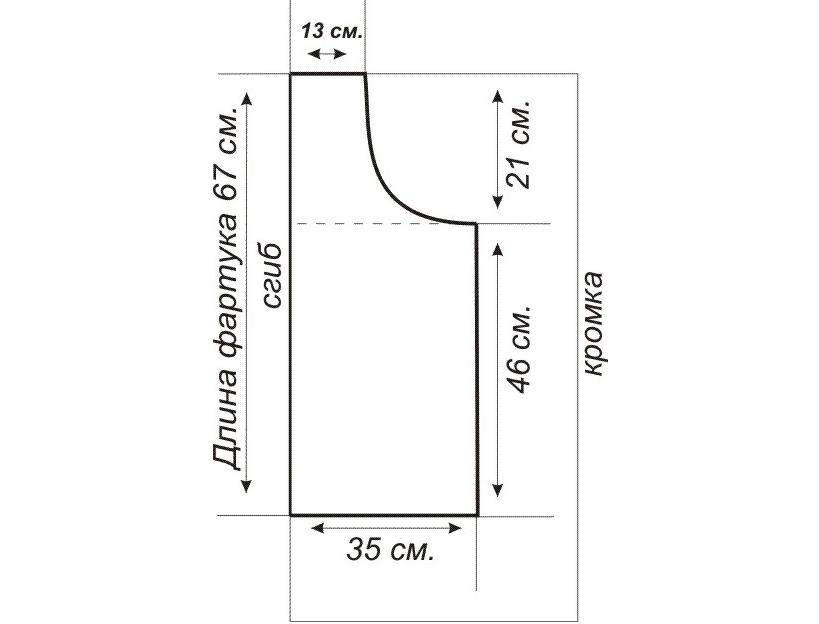 13 см.
Длина фартука 67 см.
сгиб
21 см.
46 см.
кромка
35 см.